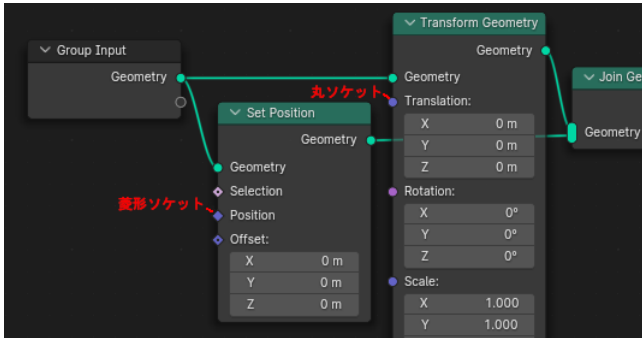 Group Input
Geometry
Transform Geometry
Geometry
Geometry
丸ソケット
Translation:
X 0 m
Y 0 m
Z 0 m
Rotation:
X 0°
Y 0°
Z 0°
Scale:
X 1.000
Y 1.000
Set Position
Geometry
Geometry
Selection
菱形ソケット
Position
Offset:
X 0 m
Y 0 m
Z 0 m
Join Ge
Geometry